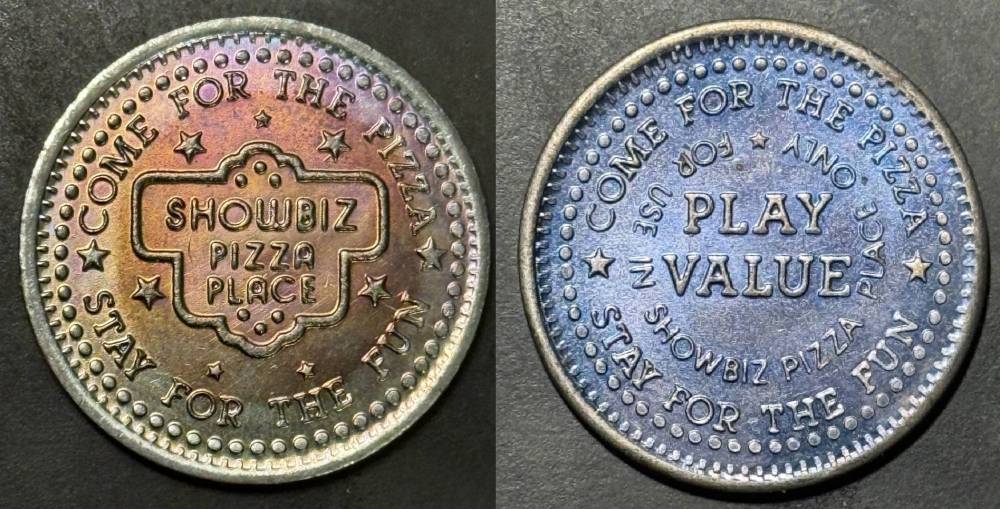 COME FOR THE PIZZA
SHOWBIZ
PIZZA
PLACE
STAY FOR THE FUN
COME FOR THE PIZZA
ONLY FOR USE IN SHOWBIZ PIZZA PLACE
PLAY
VALUE
STAY FOR THE FUN